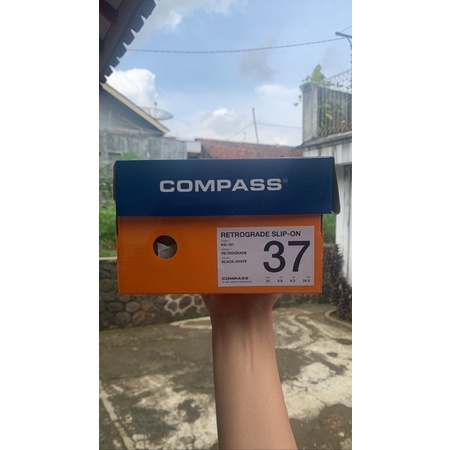 COMPASS®
RETROGRADE SLIP-ON
RETROGRADE
BLACK-WHITE
37
COMPASS